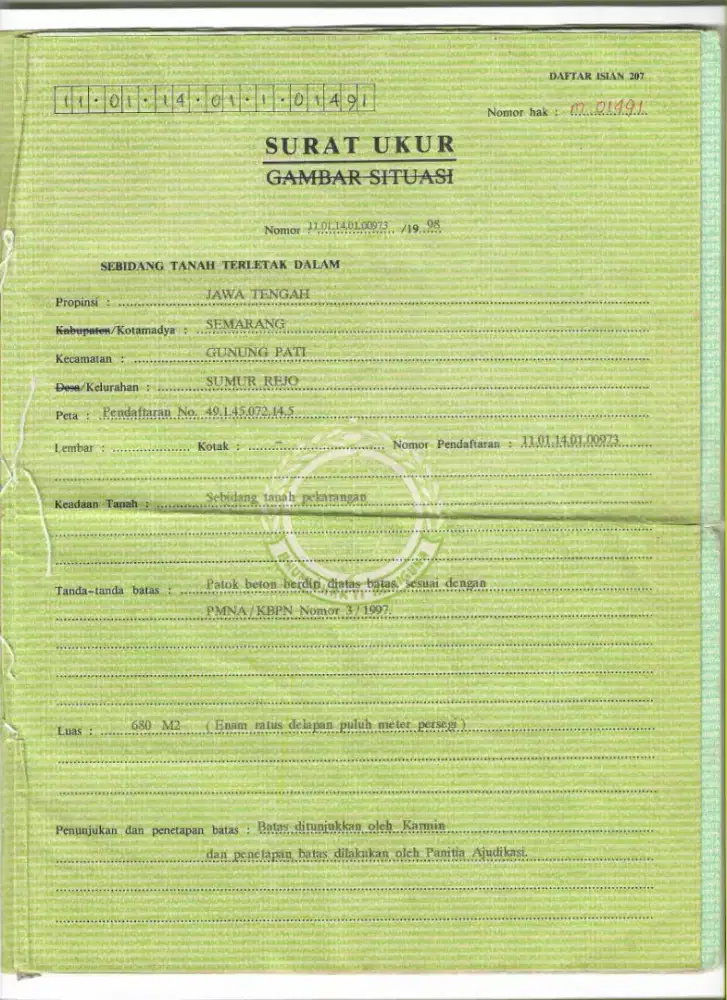 DAFTAR ISIAN 207
11.01.14.01.1.01491
Nomor hak : m. 01491
SURAT UKUR
GAMBAR SITUASI
Nomor : 11.01.14.01.00973 /19 98
SEBIDANG TANAH TERLETAK DALAM
Propinsi : JAWA TENGAH
Kabupaten/Kotamadya : SEMARANG
Kecamatan : GUNUNG PATI
Desa/Kelurahan : SUMUR REJO
Peta : Pendaftaran No. 49.1.45.072.14.5
Lembar : Kotak : – Nomor Pendaftaran : 11.01.14.01.00973
Keadaan Tanah : Sebidang tanah pekarangan
Tanda-tanda batas : Patok beton berdiri diatas batas, sesuai dengan
PMNA/KBPN Nomor 3/1997.
Luas : 680 M2 ( Enam ratus delapan puluh meter persegi )
Penunjukan dan penetapan batas : Batas ditunjukkan oleh Karmin
dan penetapan batas dilakukan oleh Panitia Ajudikasi.